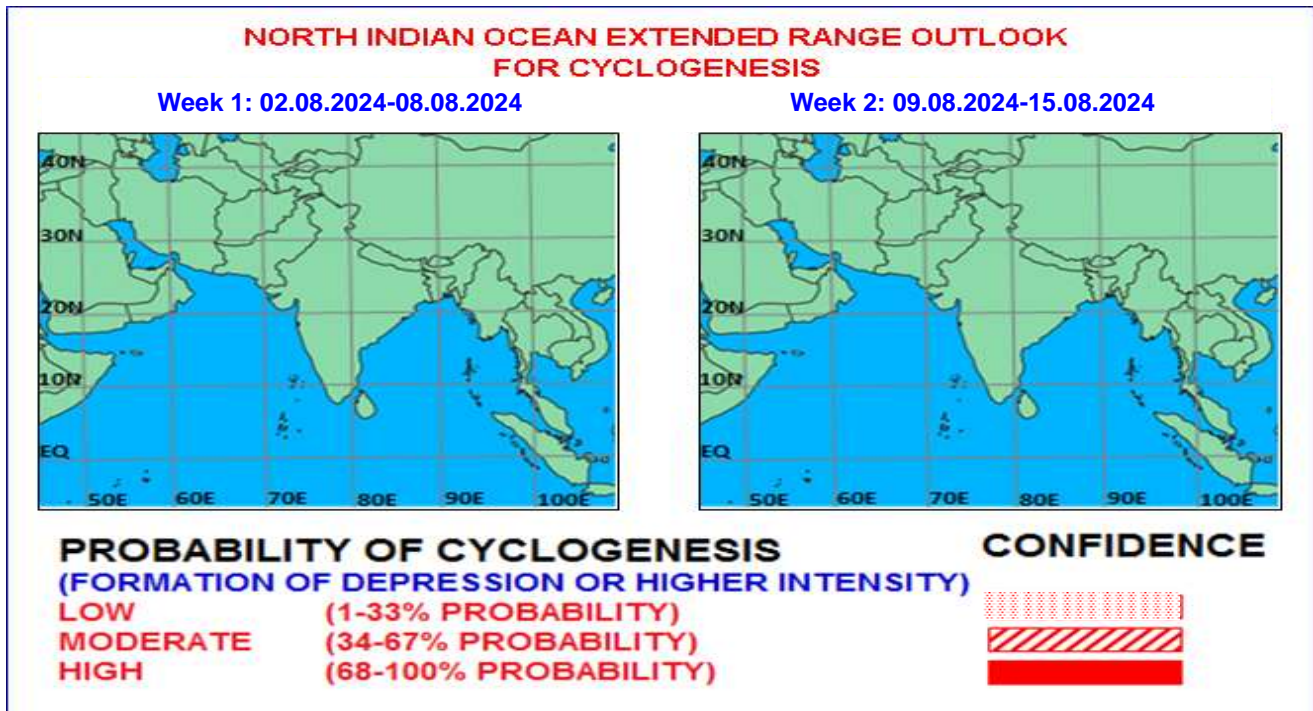 NORTH INDIAN OCEAN EXTENDED RANGE OUTLOOK
FOR CYCLOGENESIS
Week 1: 02.08.2024-08.08.2024
Week 2: 09.08.2024-15.08.2024
40N
30N
20N
10N
EQ
50E 60E 70E 80E 90E 100E
40N
30N
20N
10N
EQ
50E 60E 70E 80E 90E 100E
PROBABILITY OF CYCLOGENESIS
CONFIDENCE
(FORMATION OF DEPRESSION OR HIGHER INTENSITY)
LOW (1-33% PROBABILITY)
MODERATE (34-67% PROBABILITY)
HIGH (68-100% PROBABILITY)